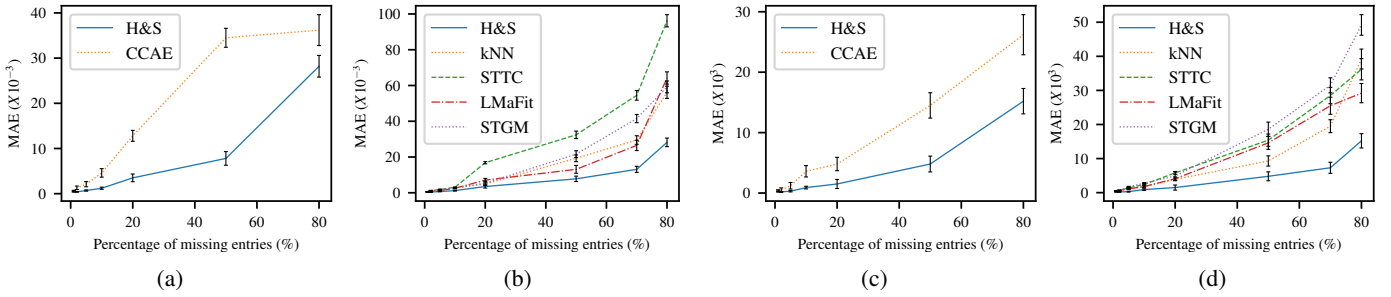 40
30
20
10
0
MAE (X10⁻³)
H&S
CCAE
0 20 40 60 80
Percentage of missing entries (%)
(a)
100
80
60
40
20
0
MAE (X10⁻³)
H&S
kNN
STTC
LMaFit
STGM
0 20 40 60 80
Percentage of missing entries (%)
(b)
30
20
10
0
MAE (X10³)
H&S
CCAE
0 20 40 60 80
Percentage of missing entries (%)
(c)
50
40
30
20
10
0
MAE (X10³)
H&S
kNN
STTC
LMaFit
STGM
0 20 40 60 80
Percentage of missing entries (%)
(d)